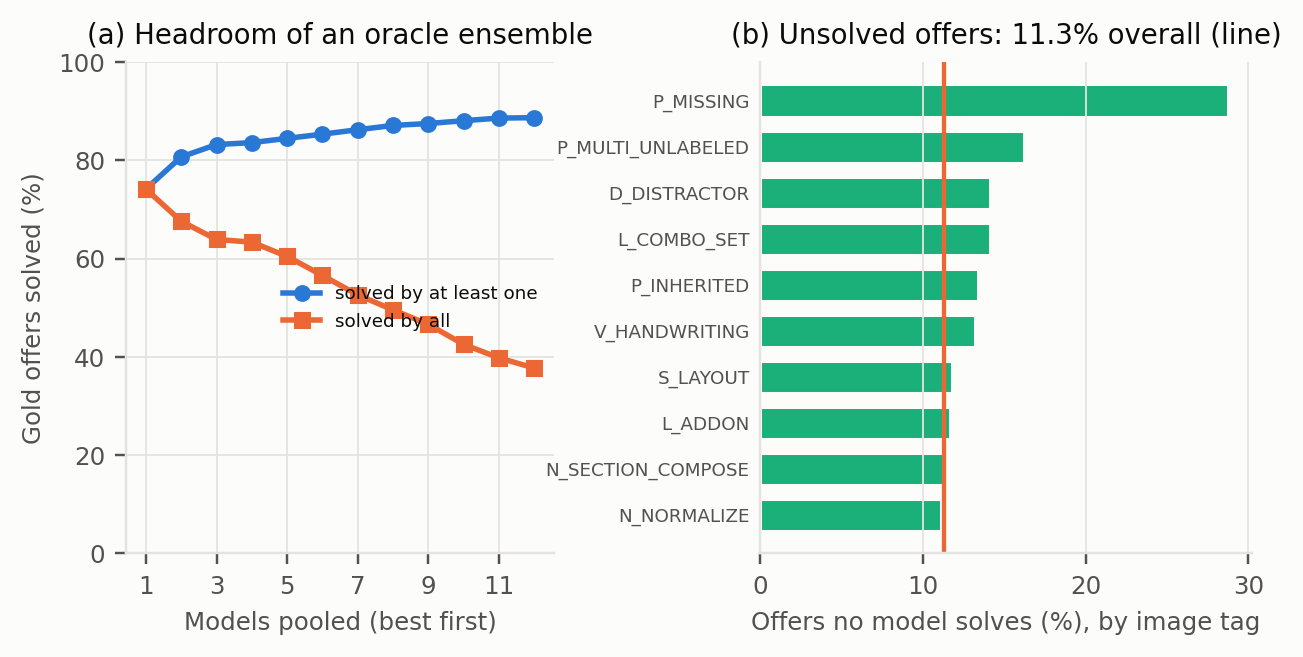 (a) Headroom of an oracle ensemble
Gold offers solved (%)
100
80
60
40
20
0
solved by at least one
solved by all
1 3 5 7 9 11
Models pooled (best first)
(b) Unsolved offers: 11.3% overall (line)
P_MISSING
P_MULTI_UNLABELED
D_DISTRACTOR
L_COMBO_SET
P_INHERITED
V_HANDWRITING
S_LAYOUT
L_ADDON
N_SECTION_COMPOSE
N_NORMALIZE
0 10 20 30
Offers no model solves (%), by image tag